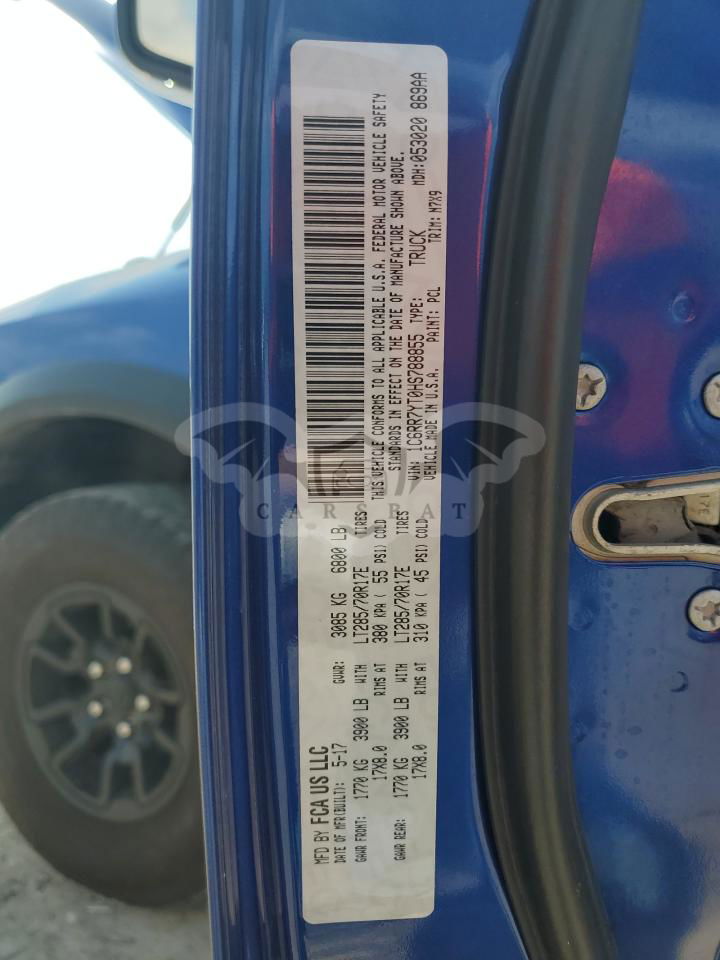 MFD BY FCA US LLC
DATE OF MFR(BUILT): 5-17 GVWR: 3085 KG 6800 LB
GAWR FRONT: 1770 KG 3900 LB WITH LT285/70R17E TIRES
17X8.0 RIMS AT 380 KPA ( 55 PSI) COLD
GAWR REAR: 1770 KG 3900 LB WITH LT285/70R17E TIRES
17X8.0 RIMS AT 310 KPA ( 45 PSI) COLD
THIS VEHICLE CONFORMS TO ALL APPLICABLE U.S.A. FEDERAL MOTOR VEHICLE SAFETY
STANDARDS IN EFFECT ON THE DATE OF MANUFACTURE SHOWN ABOVE.
VIN: 1C6RR7YT0HS788855 TYPE: TRUCK MDH:053020 869AA
VEHICLE MADE IN U.S.A. PAINT: PCL TRIM: N7X9
CARSBAT